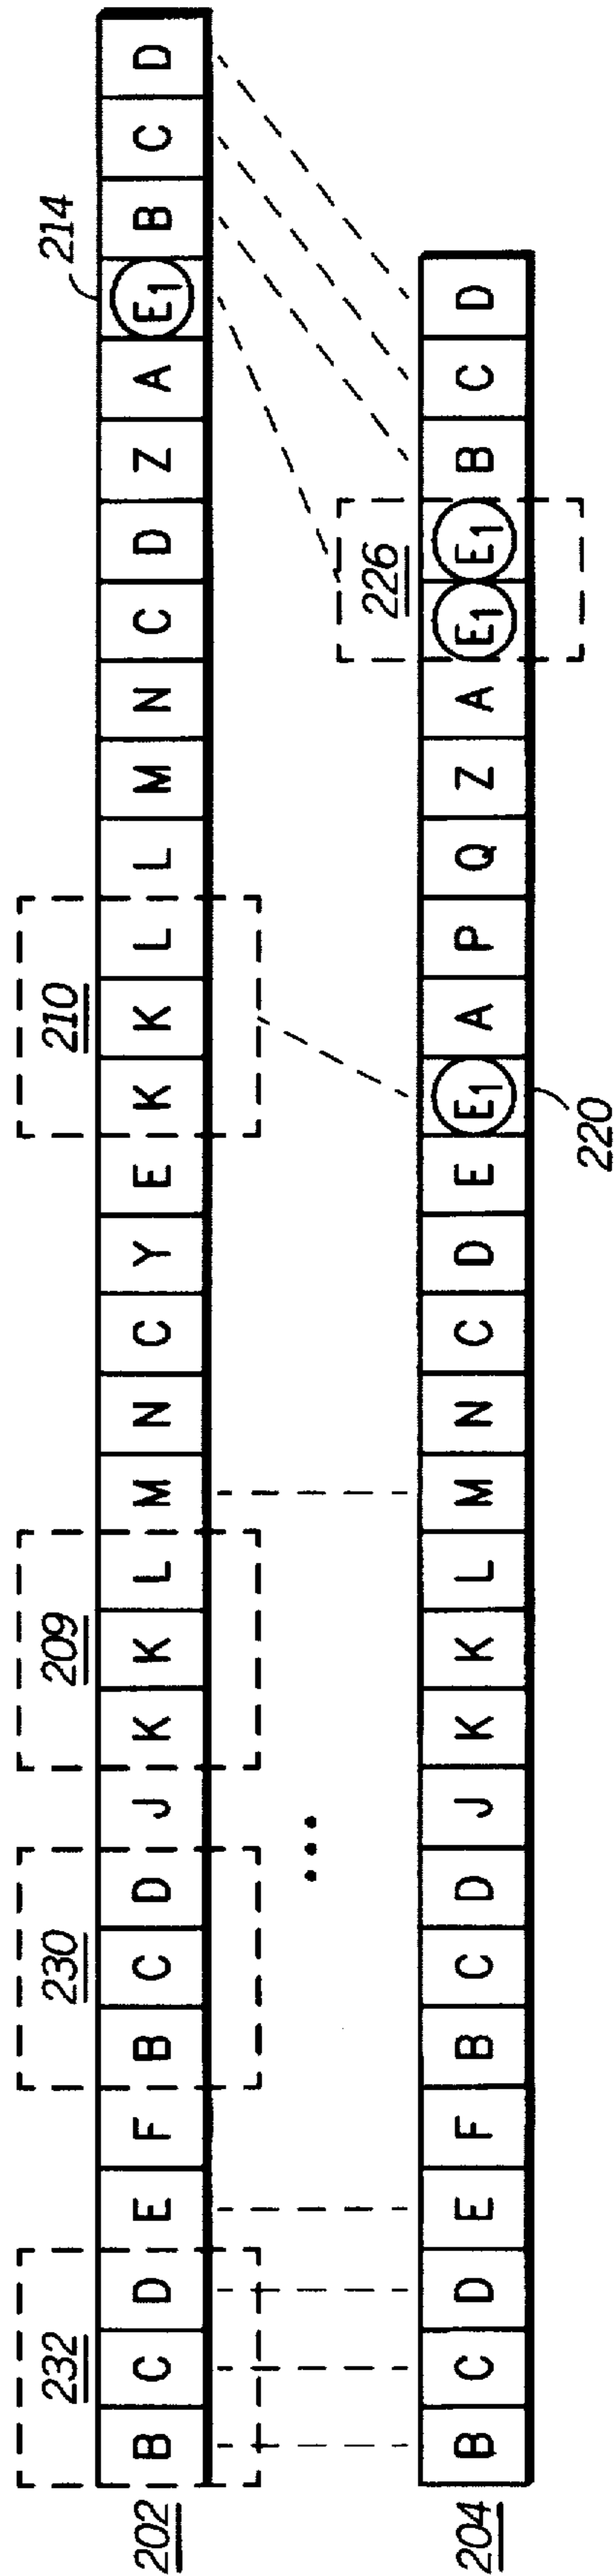 232 230 209 210 214
202 B C D E F B C D J K K L M N C Y E K K L L M N C D Z A E1 B C D
...
226
204 B C D E F B C D J K K L M N C D E E1 A P Q Z A E1 E1 B C D
220